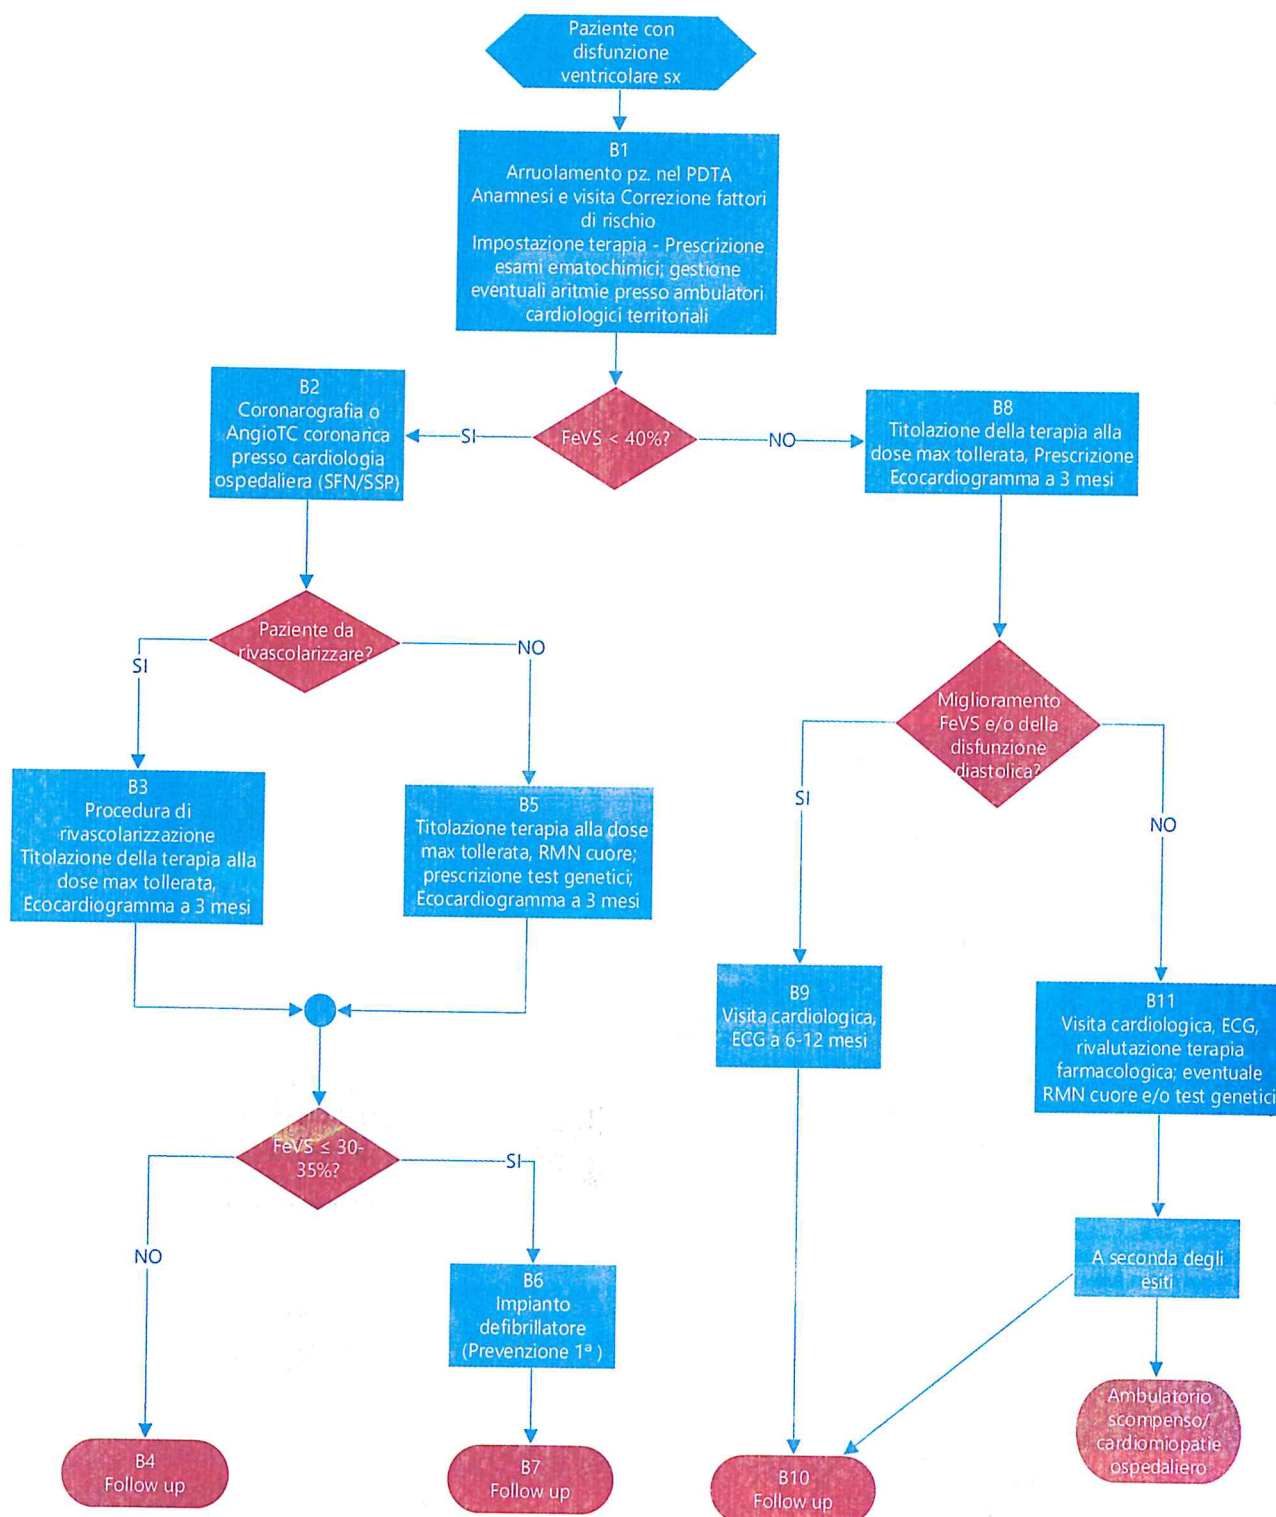 Paziente con
disfunzione
ventricolare sx
B1
Arruolamento pz. nel PDTA
Anamnesi e visita Correzione fattori
di rischio
Impostazione terapia - Prescrizione
esami ematochimici; gestione
eventuali aritmie presso ambulatori
cardiologici territoriali
B2
Coronarografia o
AngioTC coronarica
presso cardiologia
ospedaliera (SFN/SSP)
SI
FeVS < 40%?
NO
B8
Titolazione della terapia alla
dose max tollerata, Prescrizione
Ecocardiogramma a 3 mesi
Paziente da
rivascolarizzare?
SI
NO
Miglioramento
FeVS e/o della
disfunzione
diastolica?
SI
NO
B3
Procedura di
rivascolarizzazione
Titolazione della terapia alla
dose max tollerata,
Ecocardiogramma a 3 mesi
B5
Titolazione terapia alla dose
max tollerata, RMN cuore;
prescrizione test genetici;
Ecocardiogramma a 3 mesi
B9
Visita cardiologica,
ECG a 6-12 mesi
B11
Visita cardiologica, ECG,
rivalutazione terapia
farmacologica; eventuale
RMN cuore e/o test genetici
FeVS ≤ 30-
35%?
SI
NO
A seconda degli
esiti
B6
Impianto
defibrillatore
(Prevenzione 1ª )
Ambulatorio
scompenso/
cardiomiopatie
ospedaliero
B4
Follow up
B7
Follow up
B10
Follow up